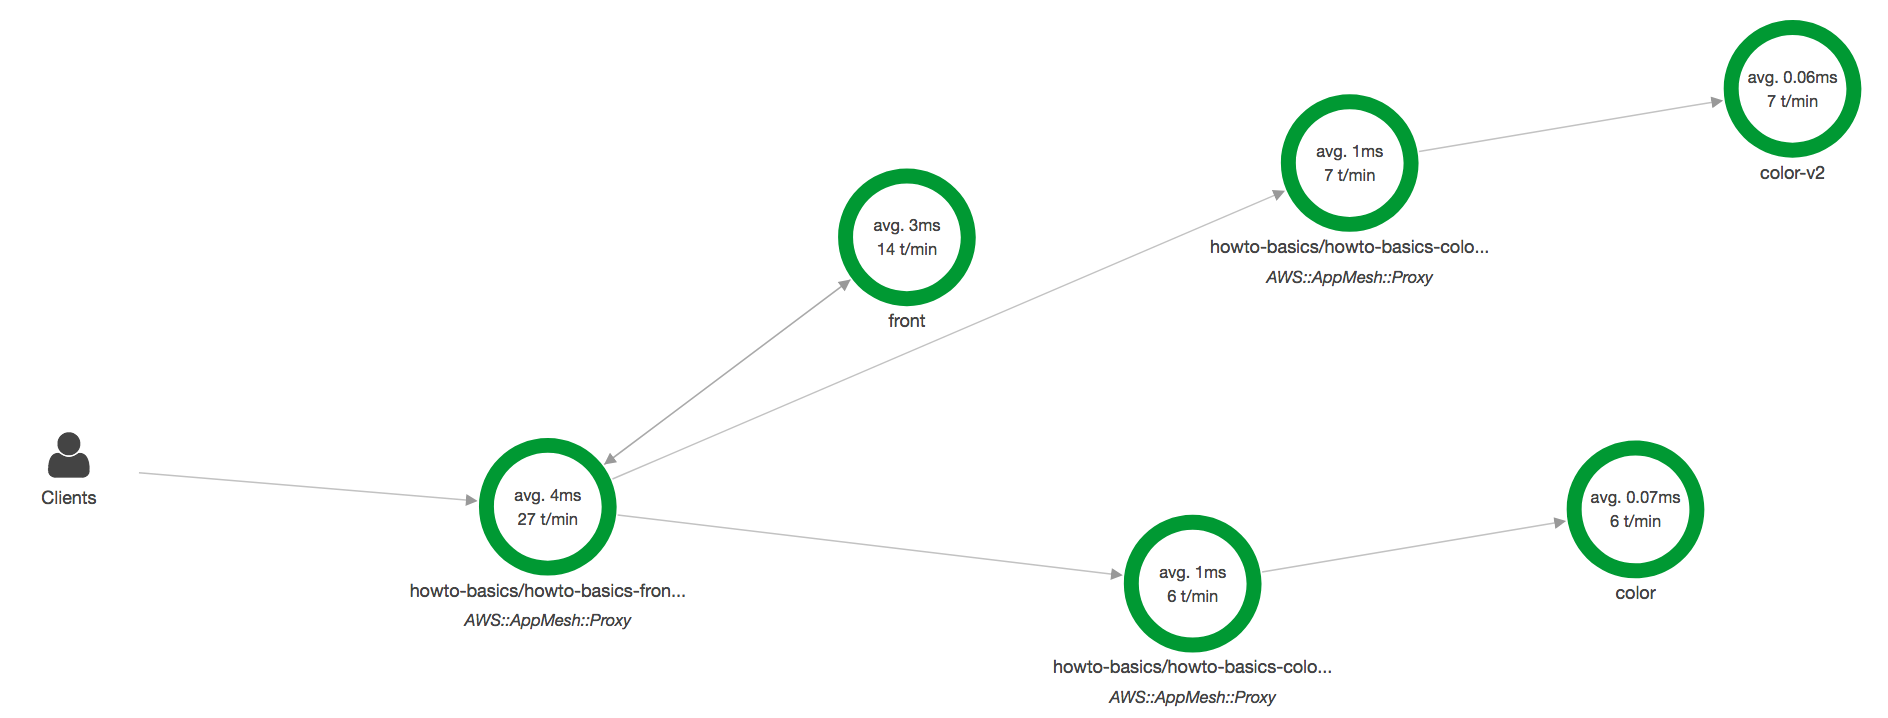 avg. 0.06ms
7 t/min
color-v2
avg. 1ms
7 t/min
howto-basics/howto-basics-colo...
AWS::AppMesh::Proxy
avg. 3ms
14 t/min
front
Clients
avg. 4ms
27 t/min
howto-basics/howto-basics-fron...
AWS::AppMesh::Proxy
avg. 1ms
6 t/min
howto-basics/howto-basics-colo...
AWS::AppMesh::Proxy
avg. 0.07ms
6 t/min
color